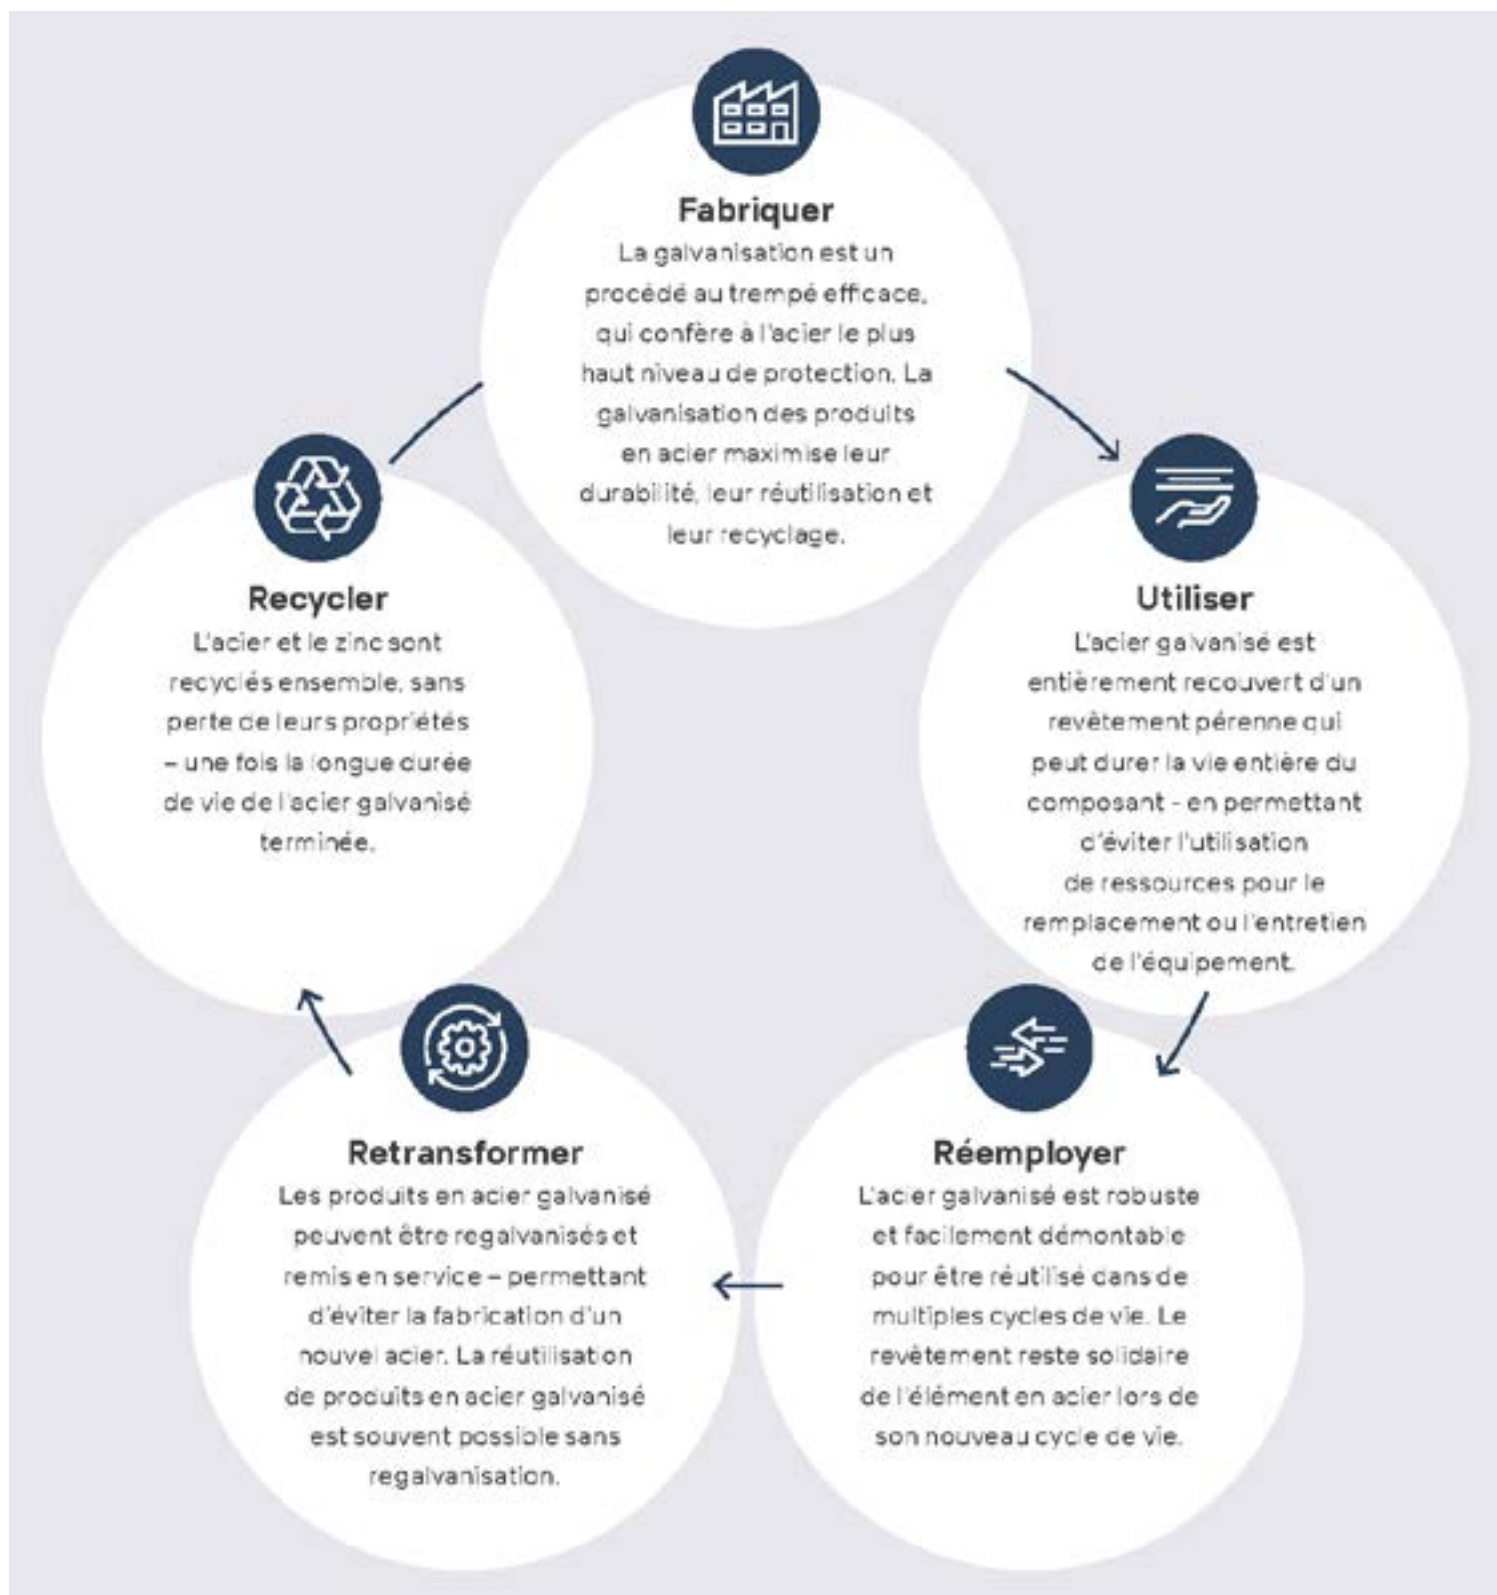 Fabriquer
La galvanisation est un
procédé au trempé efficace,
qui confère à l'acier le plus
haut niveau de protection. La
galvanisation des produits
en acier maximise leur
durabilité, leur réutilisation et
leur recyclage.
Utiliser
L'acier galvanisé est
entièrement recouvert d'un
revêtement pérenne qui
peut durer la vie entière du
composant - en permettant
d'éviter l'utilisation
de ressources pour le
remplacement ou l'entretien
de l'équipement.
Réemployer
L'acier galvanisé est robuste
et facilement démontable
pour être réutilisé dans de
multiples cycles de vie. Le
revêtement reste solidaire
de l'élément en acier lors de
son nouveau cycle de vie.
Retransformer
Les produits en acier galvanisé
peuvent être regalvanisés et
remis en service – permettant
d'éviter la fabrication d'un
nouvel acier. La réutilisation
de produits en acier galvanisé
est souvent possible sans
regalvanisation.
Recycler
L'acier et le zinc sont
recyclés ensemble, sans
perte de leurs propriétés
– une fois la longue durée
de vie de l'acier galvanisé
terminée.